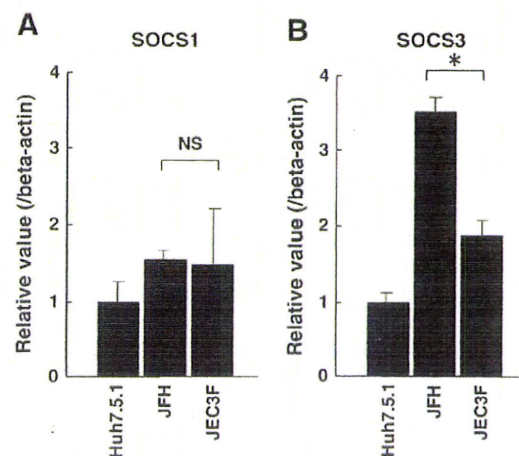 A
SOCS1
Relative value (/beta-actin)
4
3
2
1
0
NS
Huh7.5.1
JFH
JEC3F
B
SOCS3
Relative value (/beta-actin)
4
3
2
1
0
*
Huh7.5.1
JFH
JEC3F